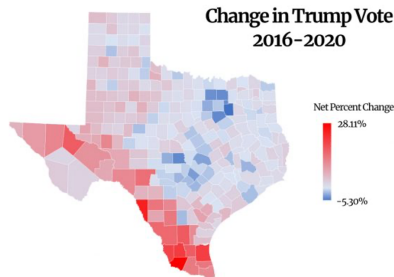 Change in Trump Vote
2016-2020
Net Percent Change
28.11%
-5.30%